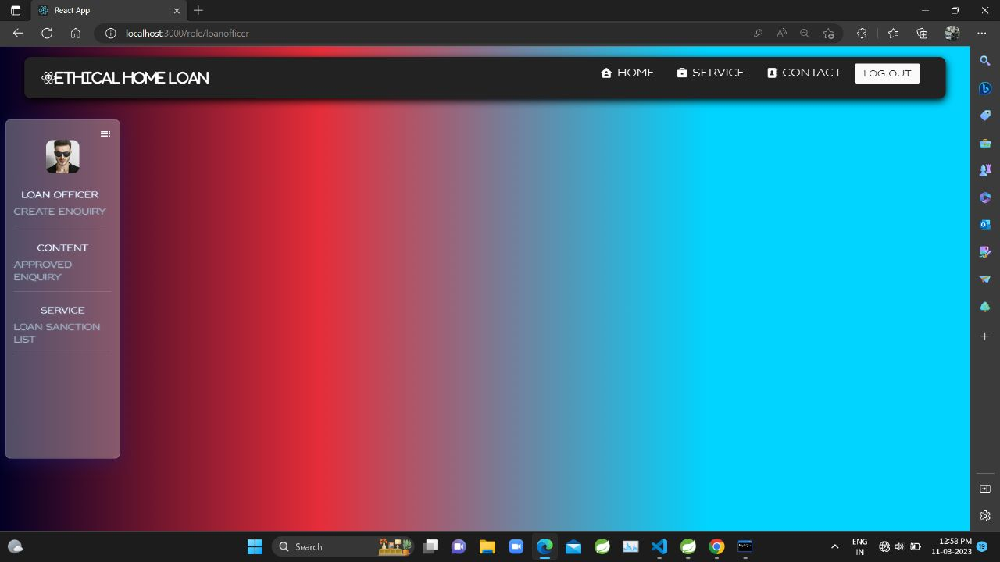 React App
localhost:3000/role/loanofficer
ETHICAL HOME LOAN
HOME
SERVICE
CONTACT
LOG OUT
LOAN OFFICER
CREATE ENQUIRY
CONTENT
APPROVED
ENQUIRY
SERVICE
LOAN SANCTION
LIST
Search
ENG
IN
12:58 PM
11-03-2023
19